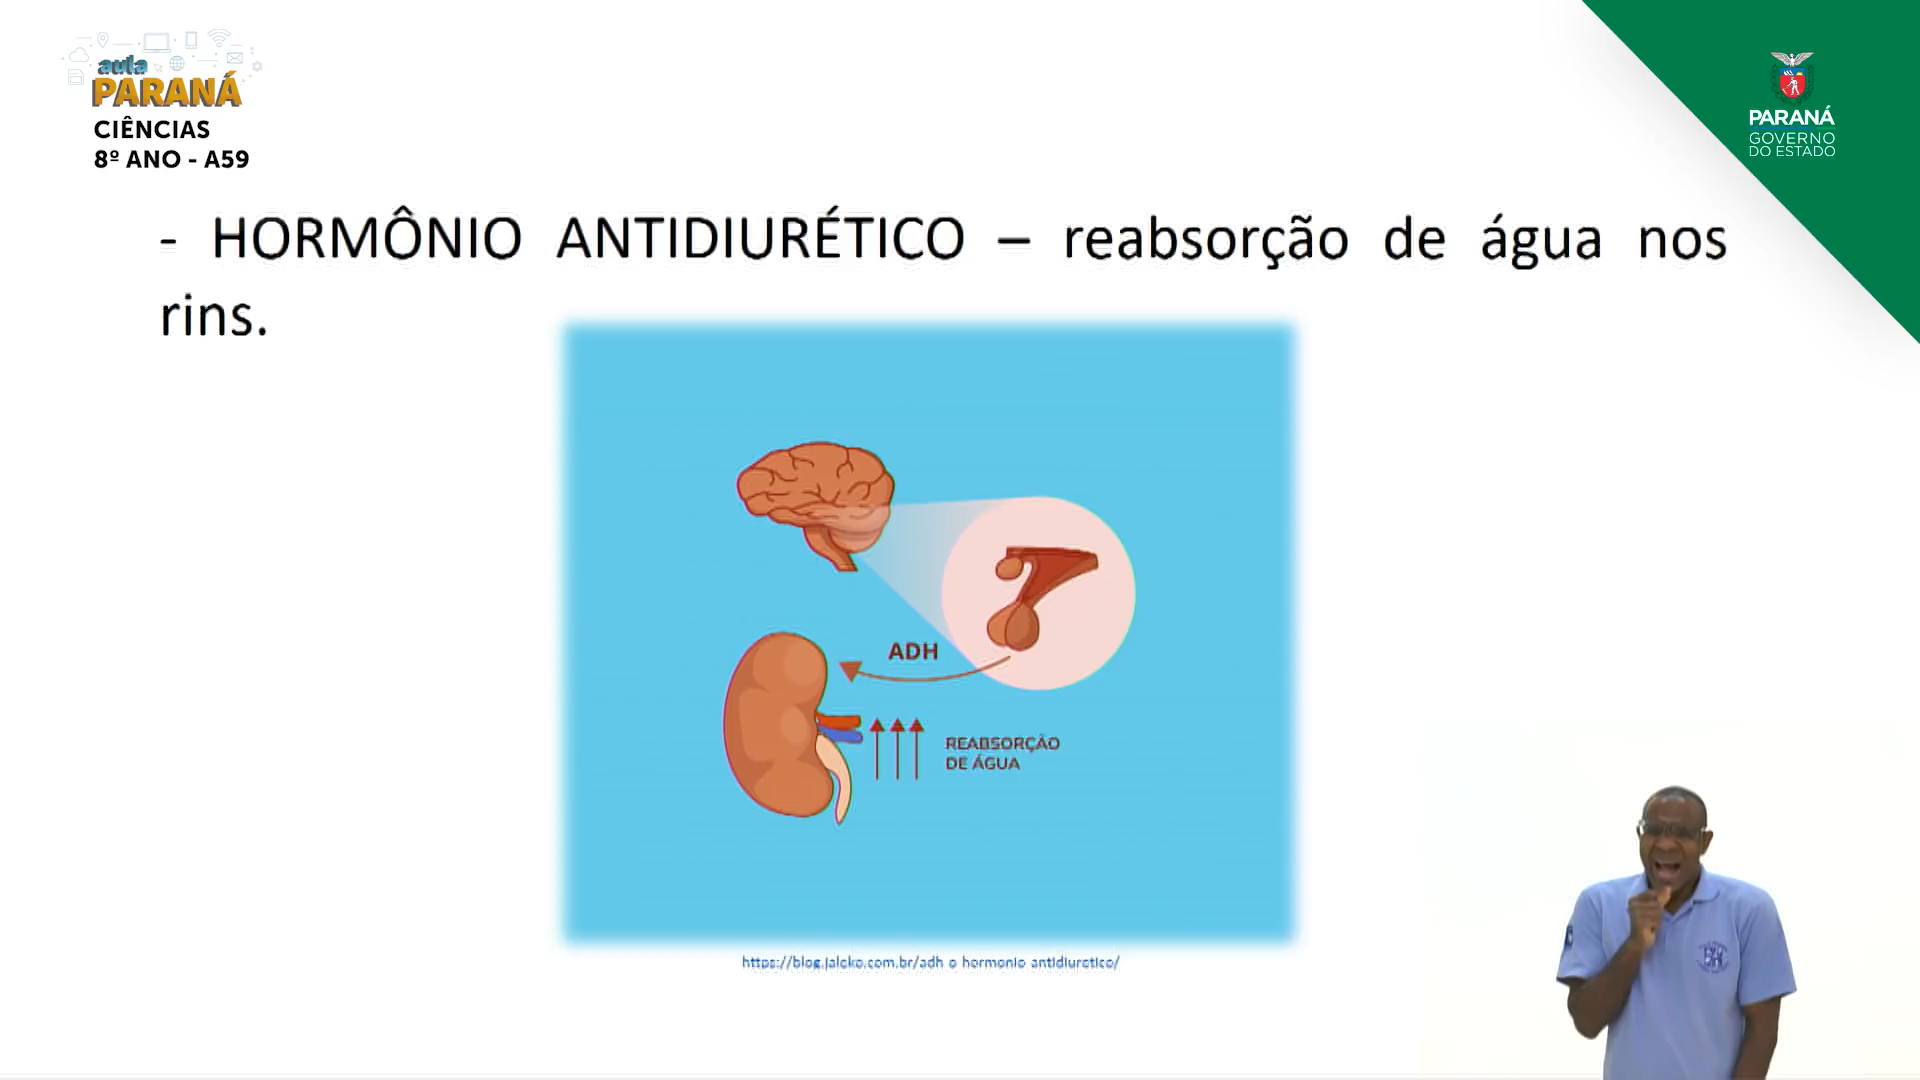 aula
PARANÁ
CIÊNCIAS
8º ANO - A59
PARANÁ
GOVERNO
DO ESTADO
- HORMÔNIO ANTIDIURÉTICO – reabsorção de água nos
rins.
ADH
REABSORÇÃO
DE ÁGUA
https://blog.jaleko.com.br/adh o hormonio antidiuretico/